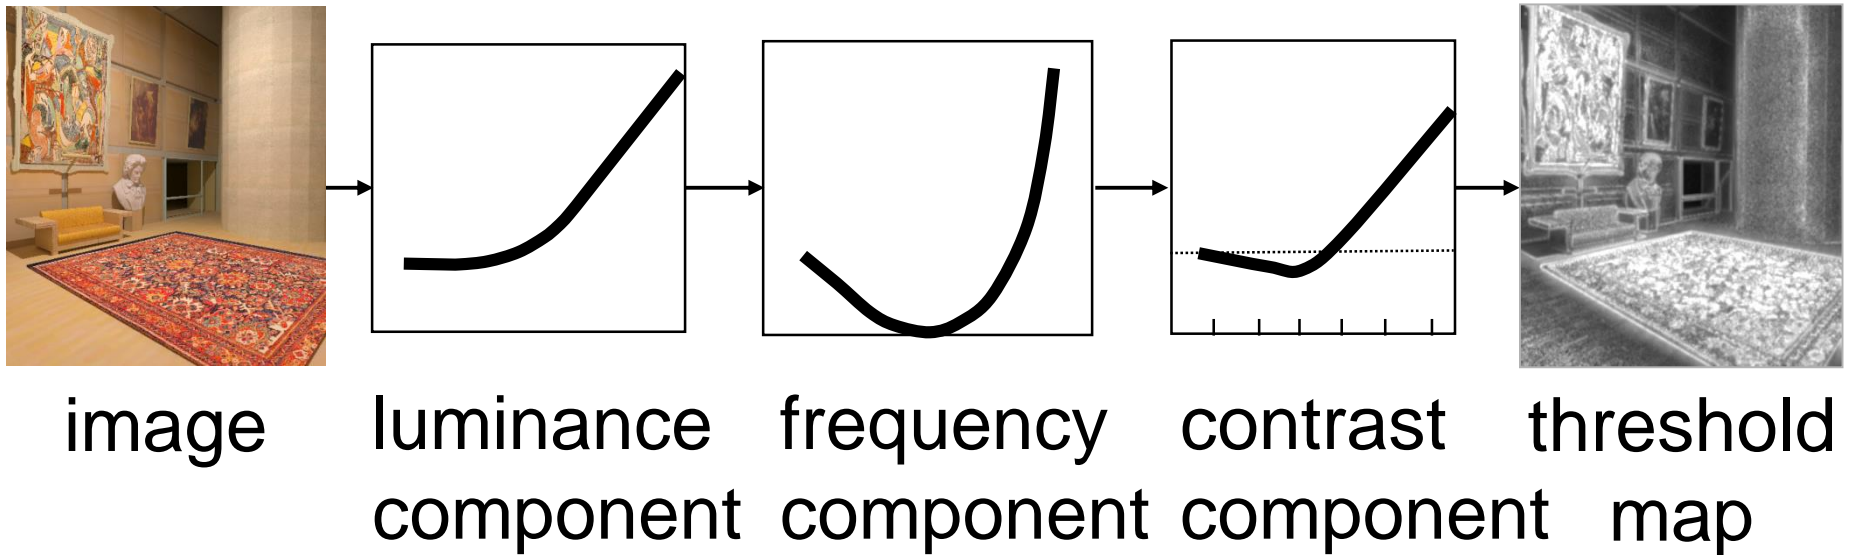 image
luminance
component
frequency
component
contrast
component
threshold
map